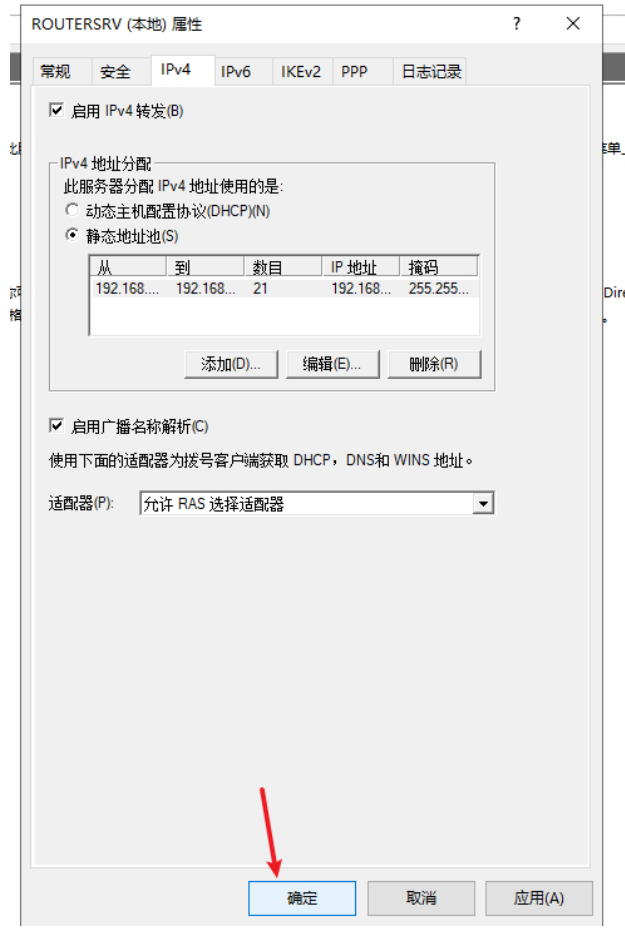 ROUTERSRV (本地) 属性 ? ×
常规 安全 IPv4 IPv6 IKEv2 PPP 日志记录
启用 IPv4 转发(B)
IPv4 地址分配
此服务器分配 IPv4 地址使用的是:
动态主机配置协议(DHCP)(N)
静态地址池(S)
从 到 数目 IP 地址 掩码
192.168.... 192.168... 21 192.168... 255.255...
添加(D)... 编辑(E)... 删除(R)
启用广播名称解析(C)
使用下面的适配器为拨号客户端获取 DHCP，DNS和 WINS 地址。
适配器(P): 允许 RAS 选择适配器
确定 取消 应用(A)